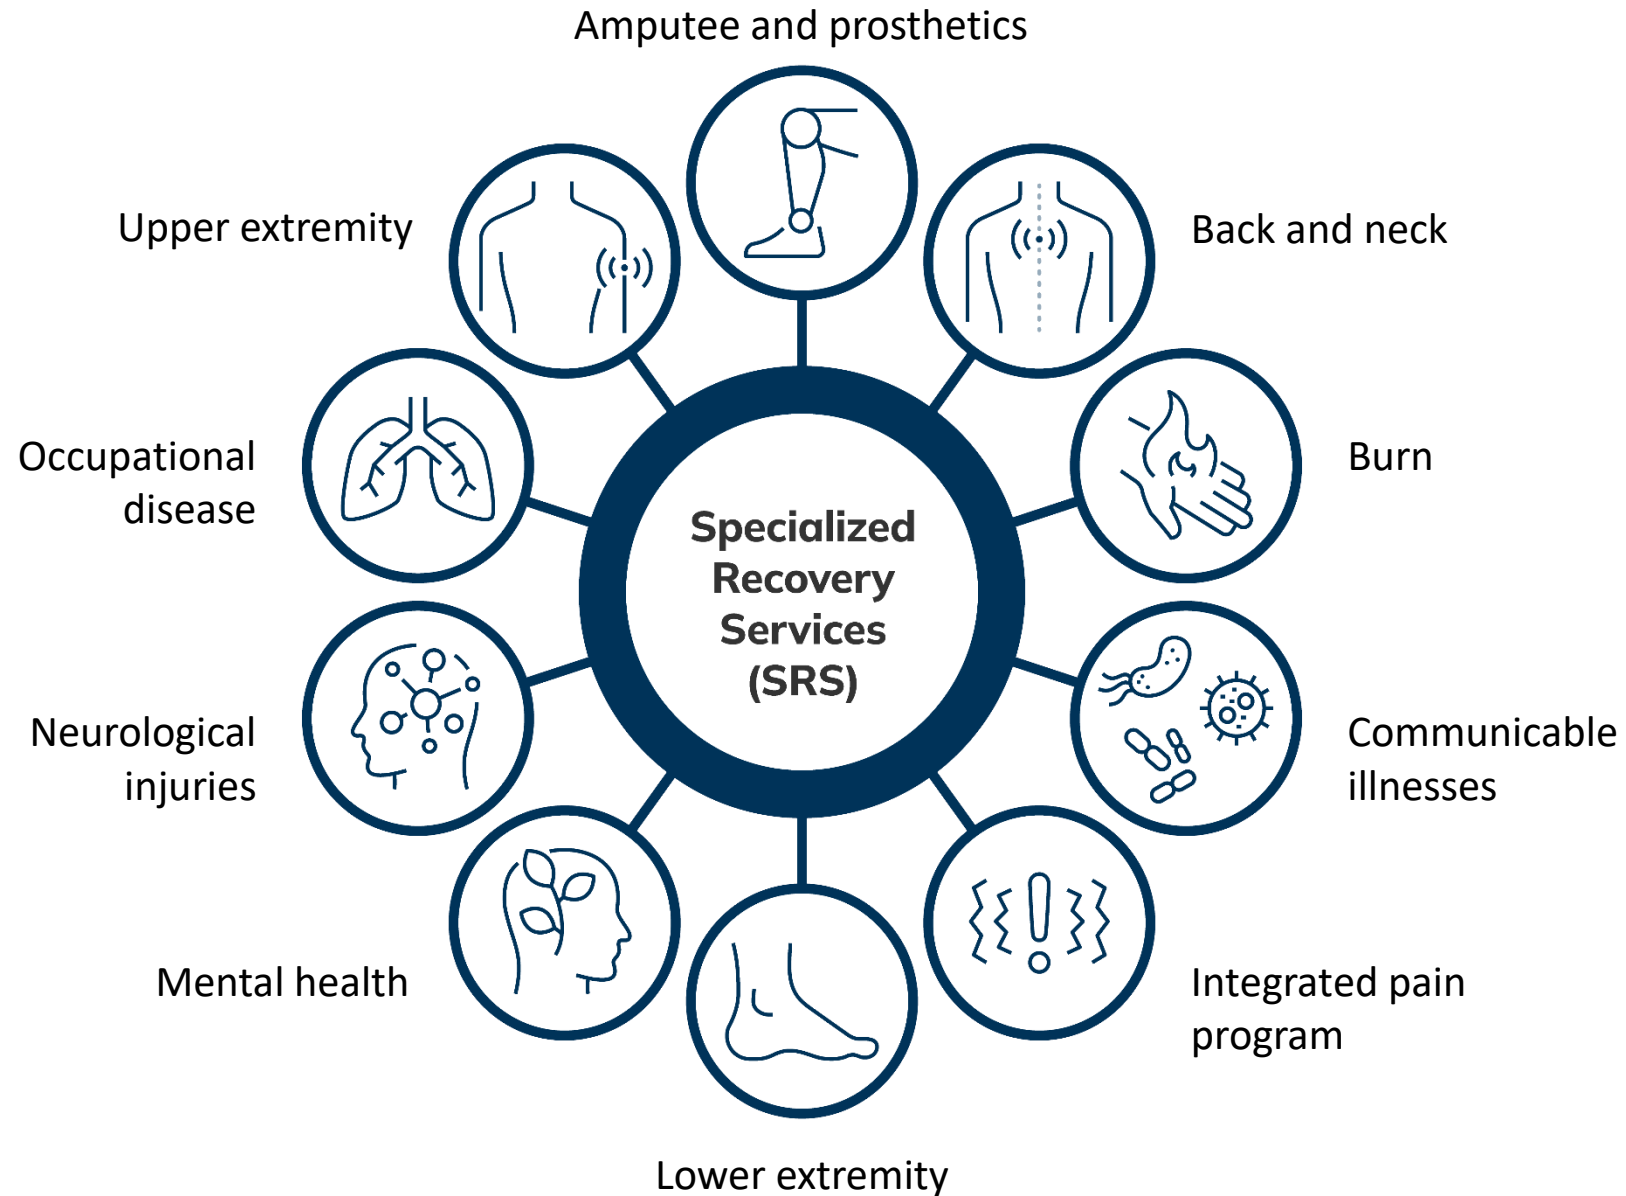 Amputee and prosthetics
Upper extremity
Back and neck
Occupational
disease
Burn
Specialized
Recovery
Services
(SRS)
Neurological
injuries
Communicable
illnesses
Mental health
Integrated pain
program
Lower extremity